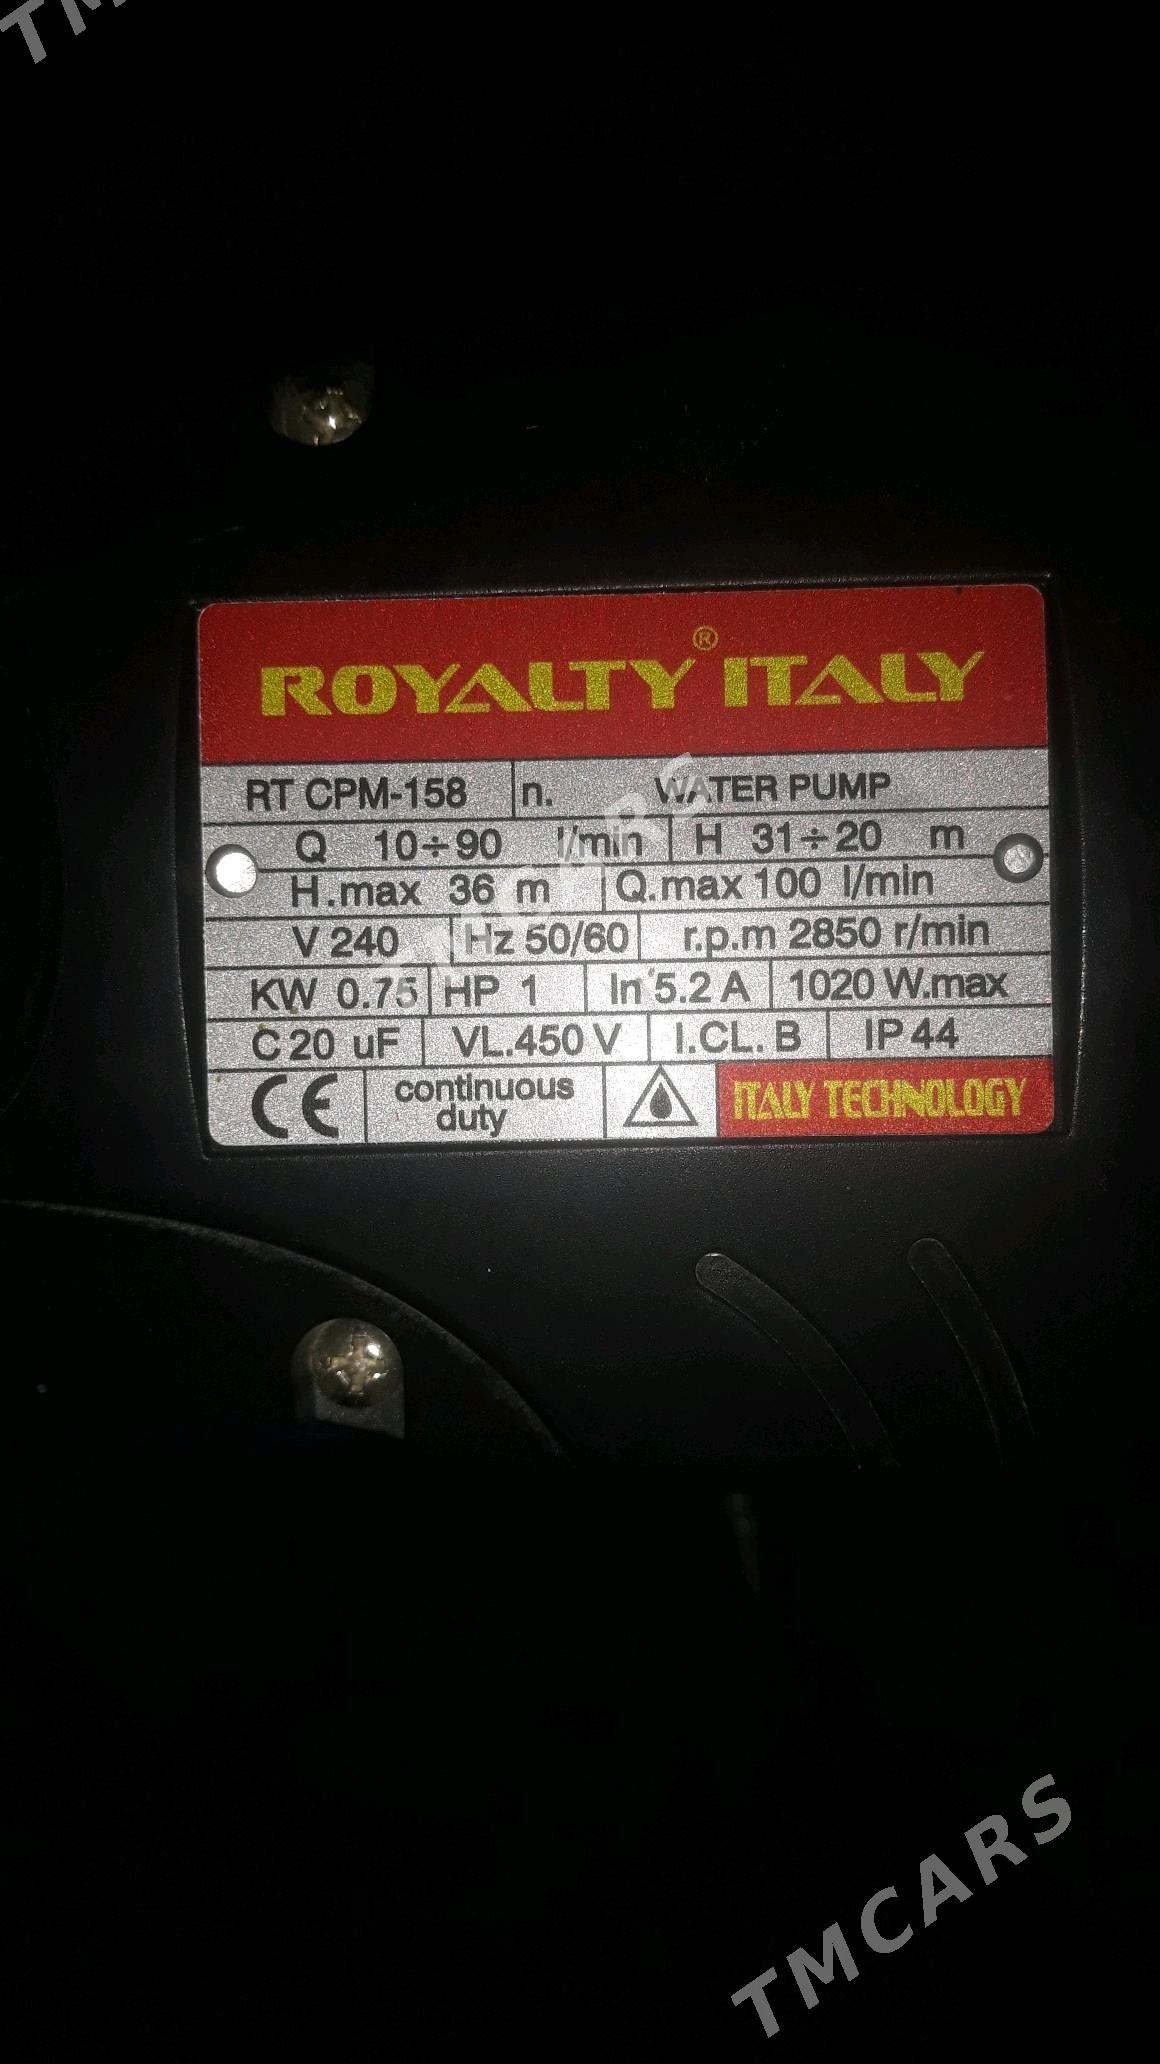 TM
ROYALTY® ITALY
RT CPM-158 n. WATER PUMP
Q 10÷90 l/min H 31÷20 m
H.max 36 m Q.max 100 l/min
V 240 Hz 50/60 r.p.m 2850 r/min
KW 0.75 HP 1 In 5.2 A 1020 W.max
C 20 uF VL.450 V I.CL. B IP 44
CE continuous duty ITALY TECHNOLOGY
TMCARS
TMCARS